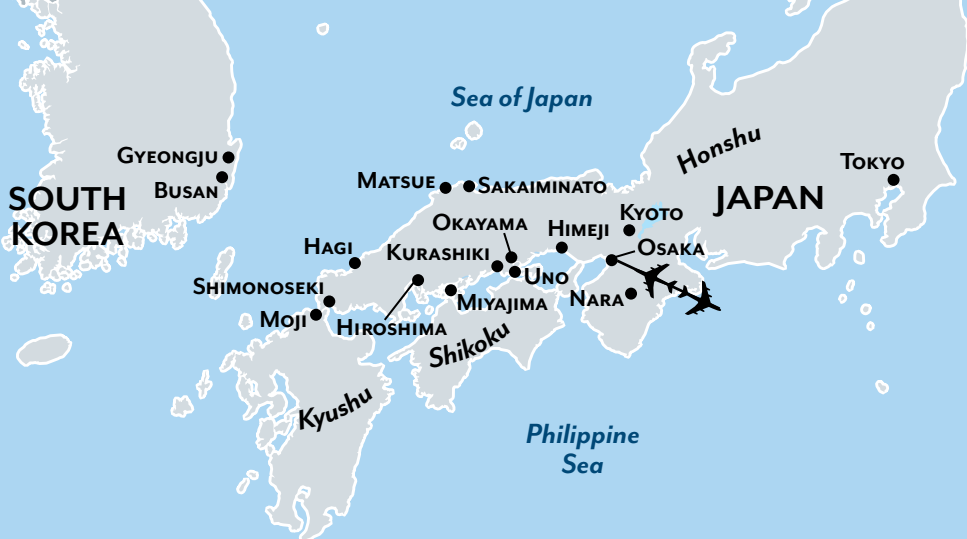 Sea of Japan
Honshu
Gyeongju
Tokyo
Busan
Matsue
Sakaiminato
SOUTH
KOREA
JAPAN
Kyoto
Okayama
Himeji
Hagi
Kurashiki
Osaka
Uno
Shimonoseki
Nara
Miyajima
Moji
Hiroshima
Shikoku
Kyushu
Philippine
Sea